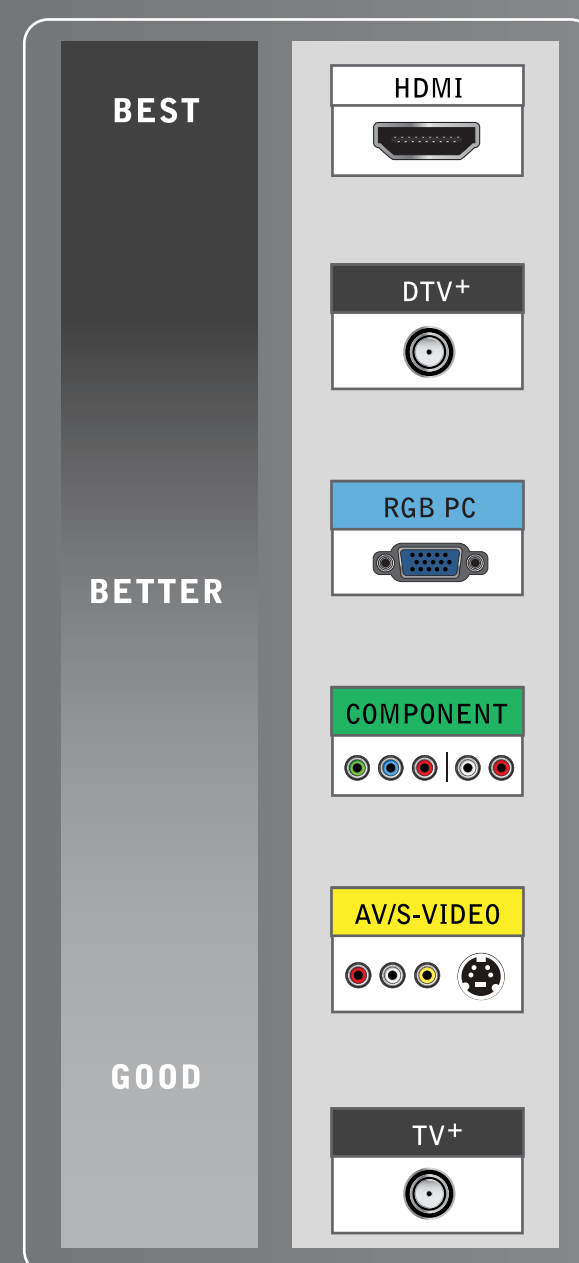 BEST
HDMI
DTV+
RGB PC
BETTER
COMPONENT
AV/S-VIDEO
GOOD
TV+